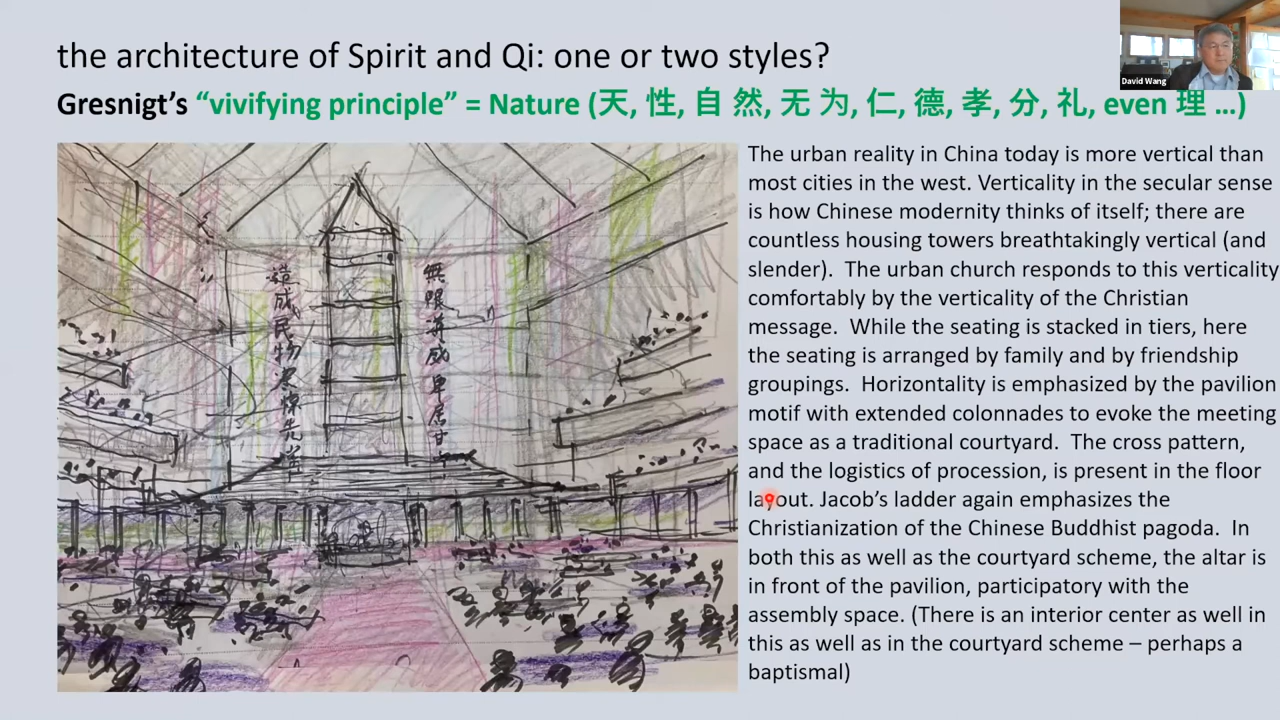 the architecture of Spirit and Qi: one or two styles?
David Wang
Gresnigt’s “vivifying principle” = Nature (天, 性, 自 然, 无 为, 仁, 德, 孝, 分, 礼, even 理 …)
無限威
造成民物先
The urban reality in China today is more vertical than
most cities in the west. Verticality in the secular sense
is how Chinese modernity thinks of itself; there are
countless housing towers breathtakingly vertical (and
slender).  The urban church responds to this verticality
comfortably by the verticality of the Christian
message.  While the seating is stacked in tiers, here
the seating is arranged by family and by friendship
groupings.  Horizontality is emphasized by the pavilion
motif with extended colonnades to evoke the meeting
space as a traditional courtyard.  The cross pattern,
and the logistics of procession, is present in the floor
layout. Jacob’s ladder again emphasizes the
Christianization of the Chinese Buddhist pagoda.  In
both this as well as the courtyard scheme, the altar is
in front of the pavilion, participatory with the
assembly space. (There is an interior center as well in
this as well as in the courtyard scheme – perhaps a
baptismal)